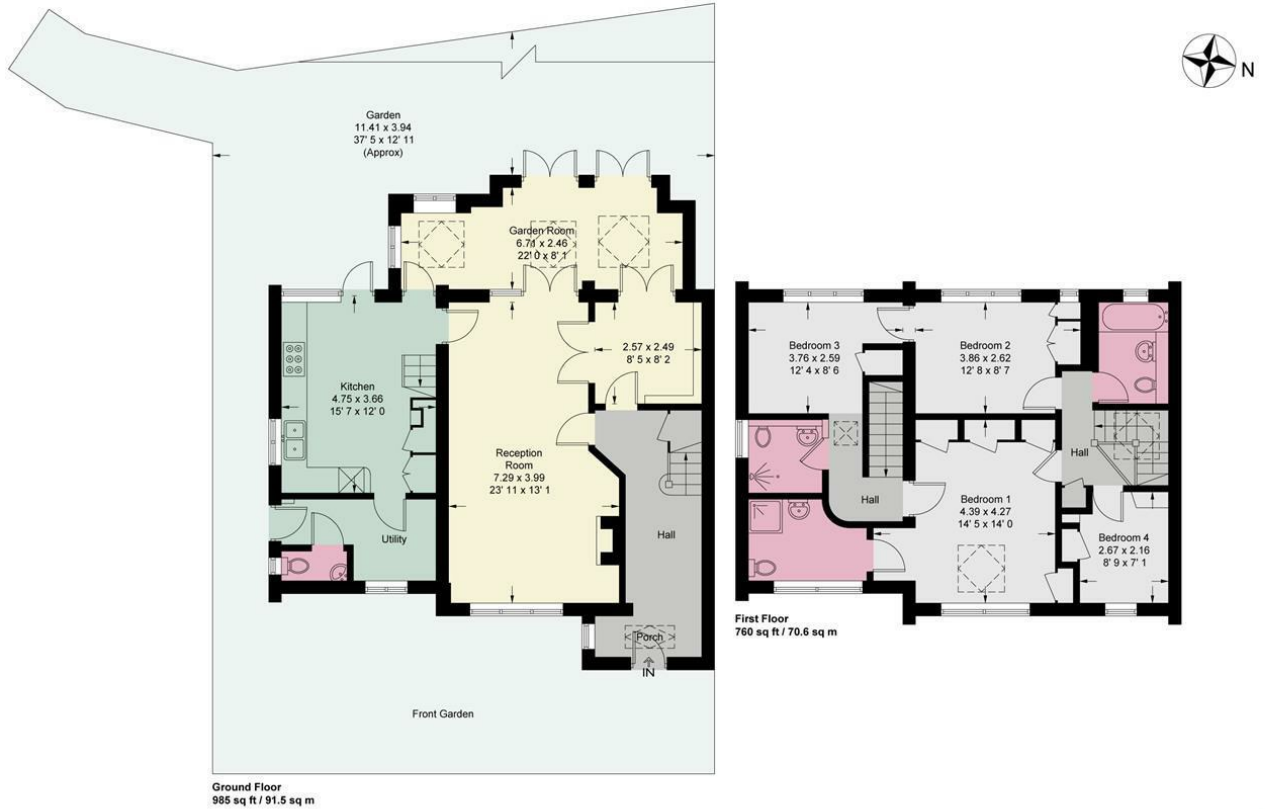 N
Garden
11.41 x 3.94
37' 5 x 12' 11
(Approx)
Garden Room
6.71 x 2.46
22' 0 x 8' 1
2.57 x 2.49
8' 5 x 8' 2
Kitchen
4.75 x 3.66
15' 7 x 12' 0
Reception
Room
7.29 x 3.99
23' 11 x 13' 1
Hall
Utility
Porch
IN
Front Garden
Ground Floor
985 sq ft / 91.5 sq m
Bedroom 3
3.76 x 2.59
12' 4 x 8' 6
Bedroom 2
3.86 x 2.62
12' 8 x 8' 7
Hall
Hall
Bedroom 1
4.39 x 4.27
14' 5 x 14' 0
Bedroom 4
2.67 x 2.16
8' 9 x 7' 1
First Floor
760 sq ft / 70.6 sq m